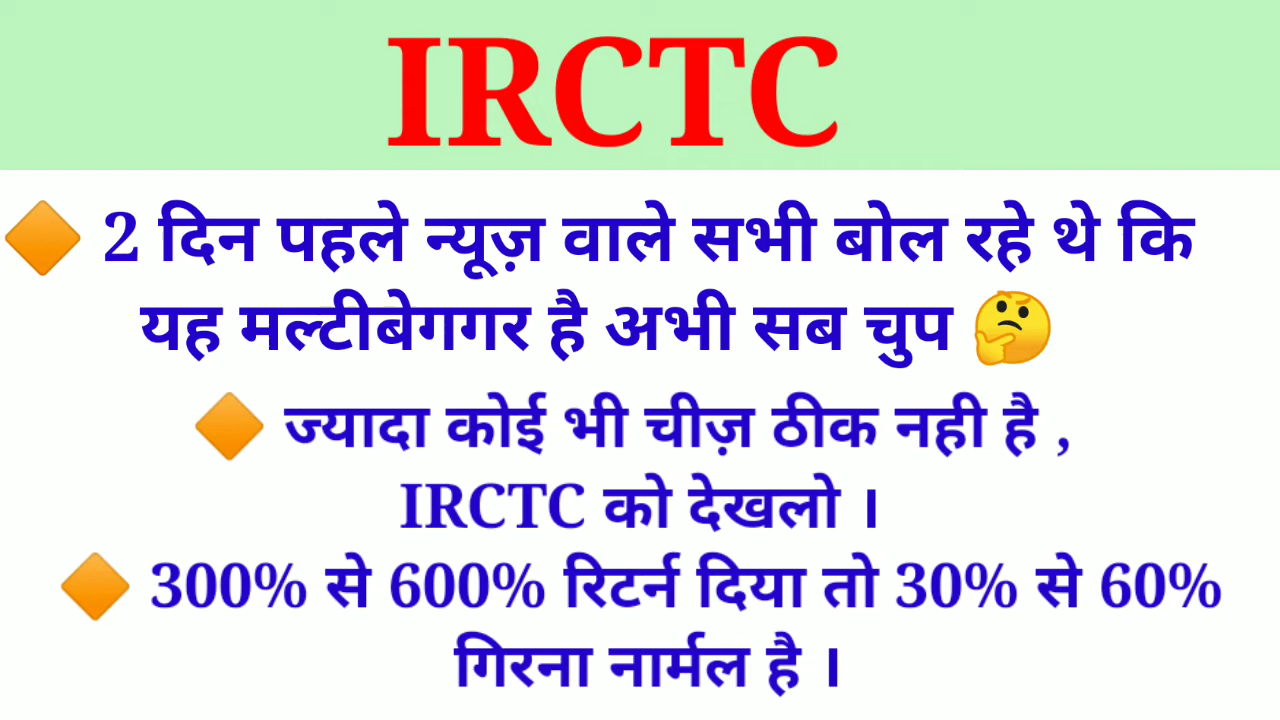 IRCTC
🔶 2 दिन पहले न्यूज़ वाले सभी बोल रहे थे कि
यह मल्टीबेगगर है अभी सब चुप 🤔
🔶 ज्यादा कोई भी चीज़ ठीक नही है ,
IRCTC को देखलो ।
🔶 300% से 600% रिटर्न दिया तो 30% से 60%
गिरना नार्मल है ।